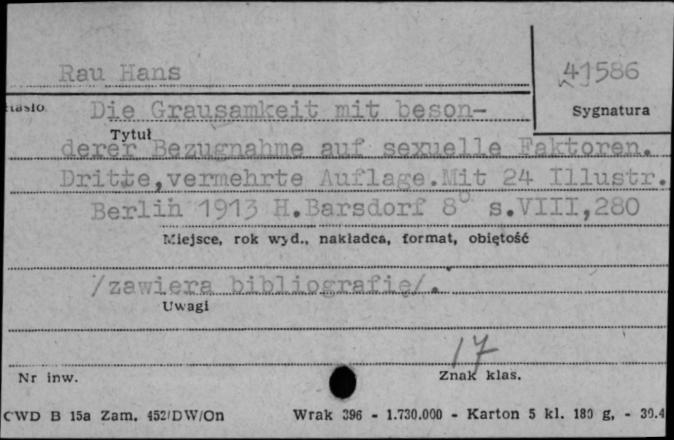 Rau Hans
41586
Sygnatura
Die Grausamkeit mit beson-
Tytuł
derer Bezugnahme auf sexuelle Faktoren.
Dritte,vermehrte Auflage.Mit 24 Illustr.
Berlin 1913 H.Barsdorf 8° s.VIII,280
Miejsce, rok wyd., nakładca, format, objętość
/zawiera bibliografię/.
Uwagi
17
Nr inw.
Znak klas.
CWD B 15a Zam. 452/DW/On Wrak 396 - 1.730.000 - Karton 5 kl. 180 g, - 30.4